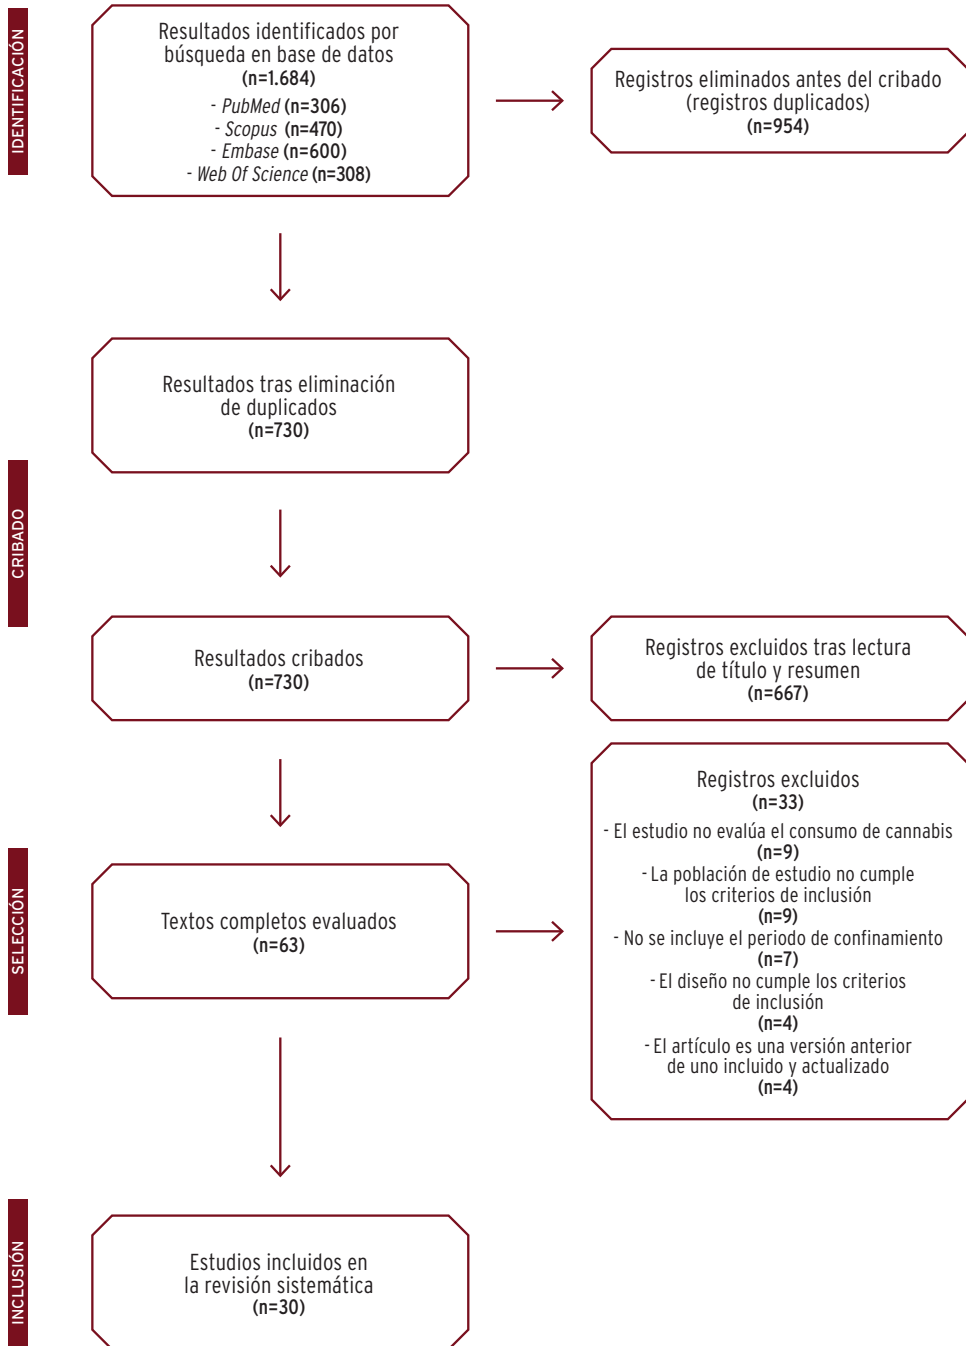 IDENTIFICACIÓN
Resultados identificados por
búsqueda en base de datos
(n=1.684)
- PubMed (n=306)
- Scopus (n=470)
- Embase (n=600)
- Web Of Science (n=308)
Registros eliminados antes del cribado
(registros duplicados)
(n=954)
Resultados tras eliminación
de duplicados
(n=730)
CRIBADO
Resultados cribados
(n=730)
Registros excluidos tras lectura
de título y resumen
(n=667)
SELECCIÓN
Textos completos evaluados
(n=63)
Registros excluidos
(n=33)
- El estudio no evalúa el consumo de cannabis
(n=9)
- La población de estudio no cumple
los criterios de inclusión
(n=9)
- No se incluye el periodo de confinamiento
(n=7)
- El diseño no cumple los criterios
de inclusión
(n=4)
- El artículo es una versión anterior
de uno incluido y actualizado
(n=4)
INCLUSIÓN
Estudios incluidos en
la revisión sistemática
(n=30)